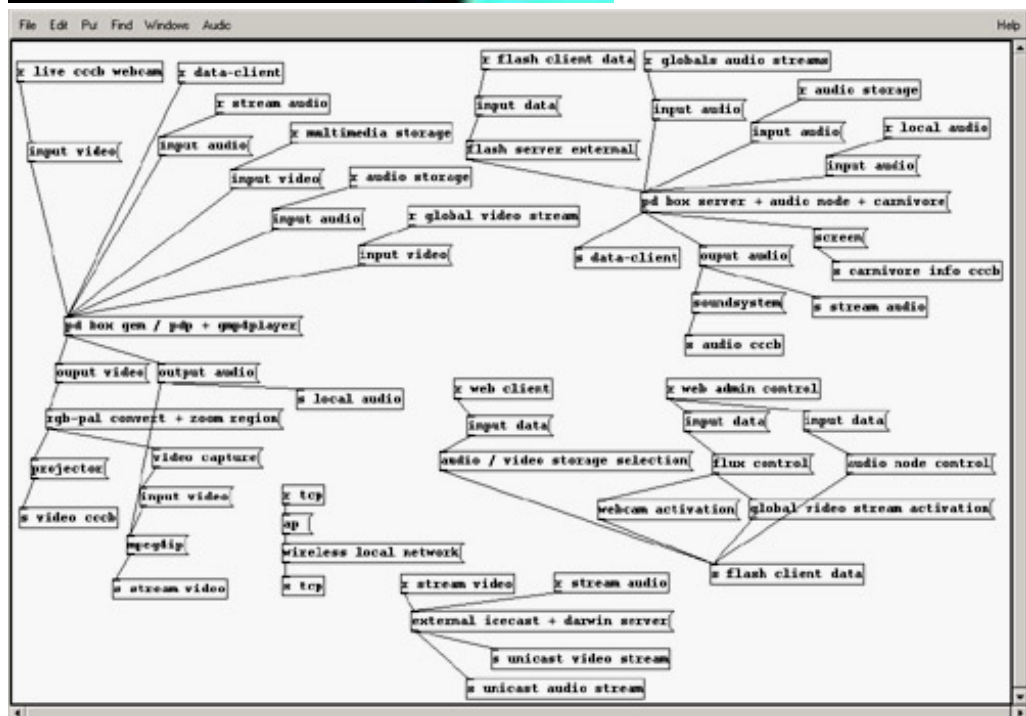 File Edit Find Windows Help
r live cccb webcam
r data-client
r stream audio
r multimedia storage
r audio storage
r global video stream
input video
input audio
input video
input audio
input video
pd box gem / pdp + gmp4player
ouput video
output audio
s local audio
rgb-pal convert + zoom region
projector
video capture
input video
s video cccb
mpeg4ip
s stream video
r flash client data
r globals audio streams
r audio storage
r local audio
input data
input audio
input audio
input audio
flash server external
pd box server + audio node + carnivore
s data-client
ouput audio
screen
s carnivore info cccb
soundsystem
s stream audio
s audio cccb
r tcp
ap
wireless local network
s tcp
r web client
input data
audio / video storage selection
r web admin control
input data
input data
flux control
audio node control
webcam activation
global video stream activation
s flash client data
r stream video
r stream audio
external icecast + darwin server
s unicast video stream
s unicast audio stream